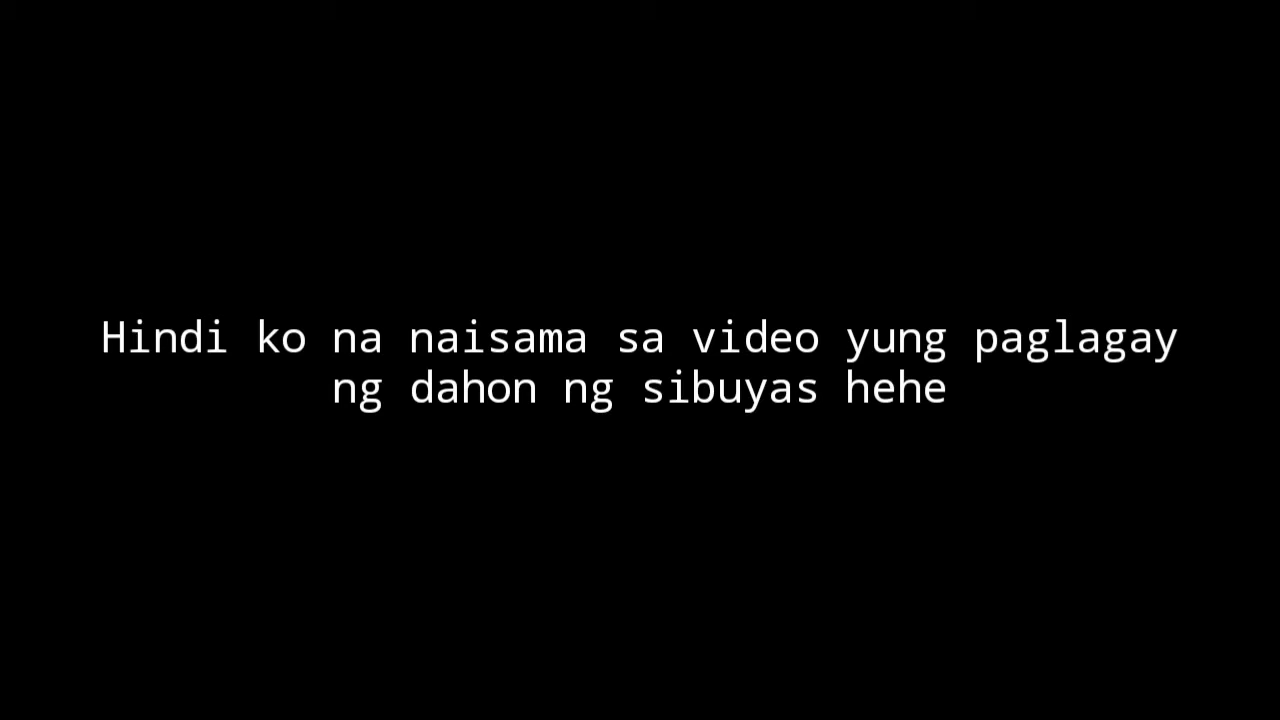 Hindi ko na naisama sa video yung paglagay
ng dahon ng sibuyas hehe